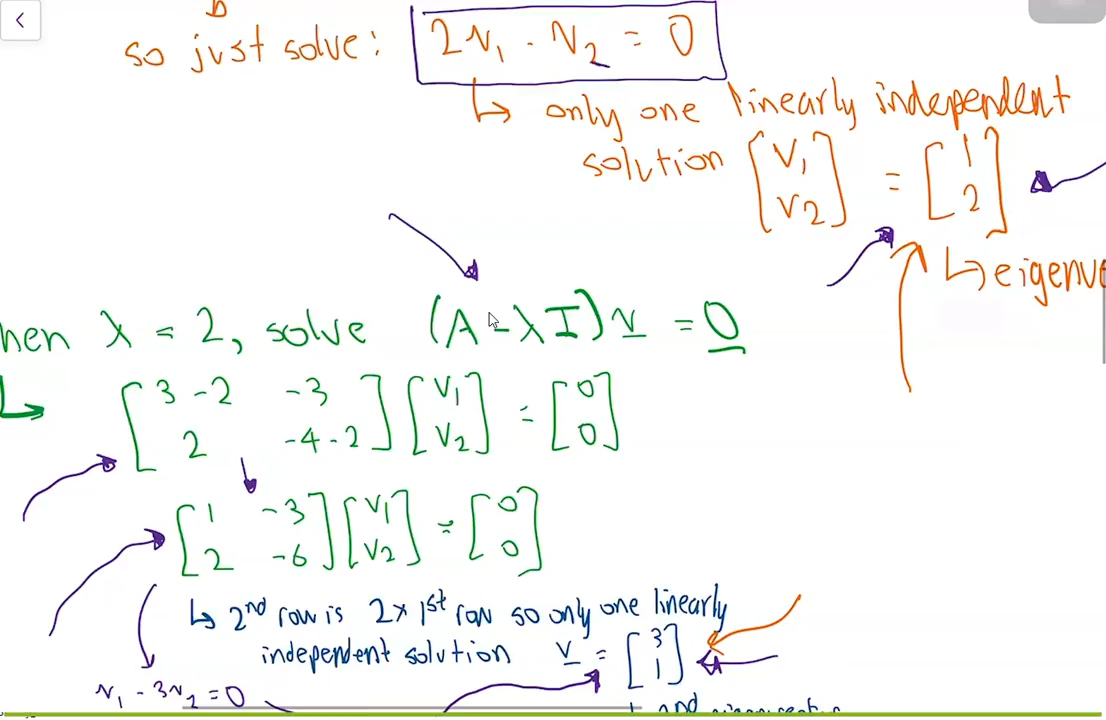 so just solve: 2v₁ - v₂ = 0
↳ only one linearly independent
solution [v₁ v₂] = [1 2]
↳ eigenve
hen λ = 2, solve (A - λI)v = 0
[3-2 -3; 2 -4-2] [v₁ v₂] = [0 0]
[1 -3; 2 -6] [v₁ v₂] = [0 0]
↳ 2nd row is 2x 1st row so only one linearly
independent solution v = [3 1]
v₁ - 3v₂ = 0